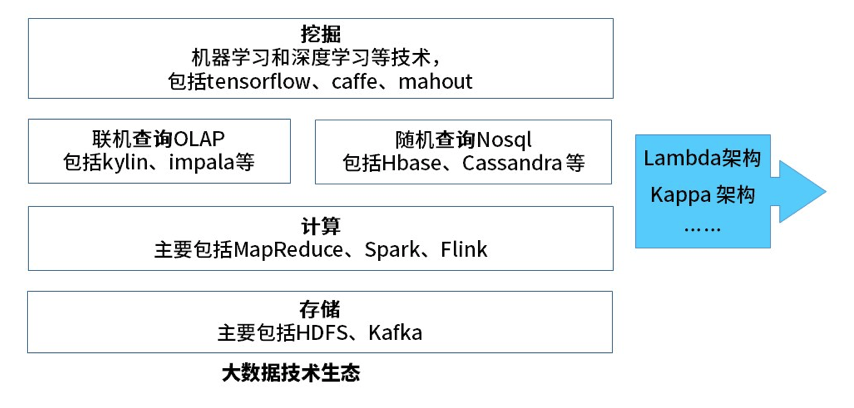 挖掘
机器学习和深度学习等技术，
包括tensorflow、caffe、mahout
联机查询OLAP
包括kylin、impala等
随机查询Nosql
包括Hbase、Cassandra等
Lambda架构
Kappa 架构
……
计算
主要包括MapReduce、Spark、Flink
存储
主要包括HDFS、Kafka
大数据技术生态